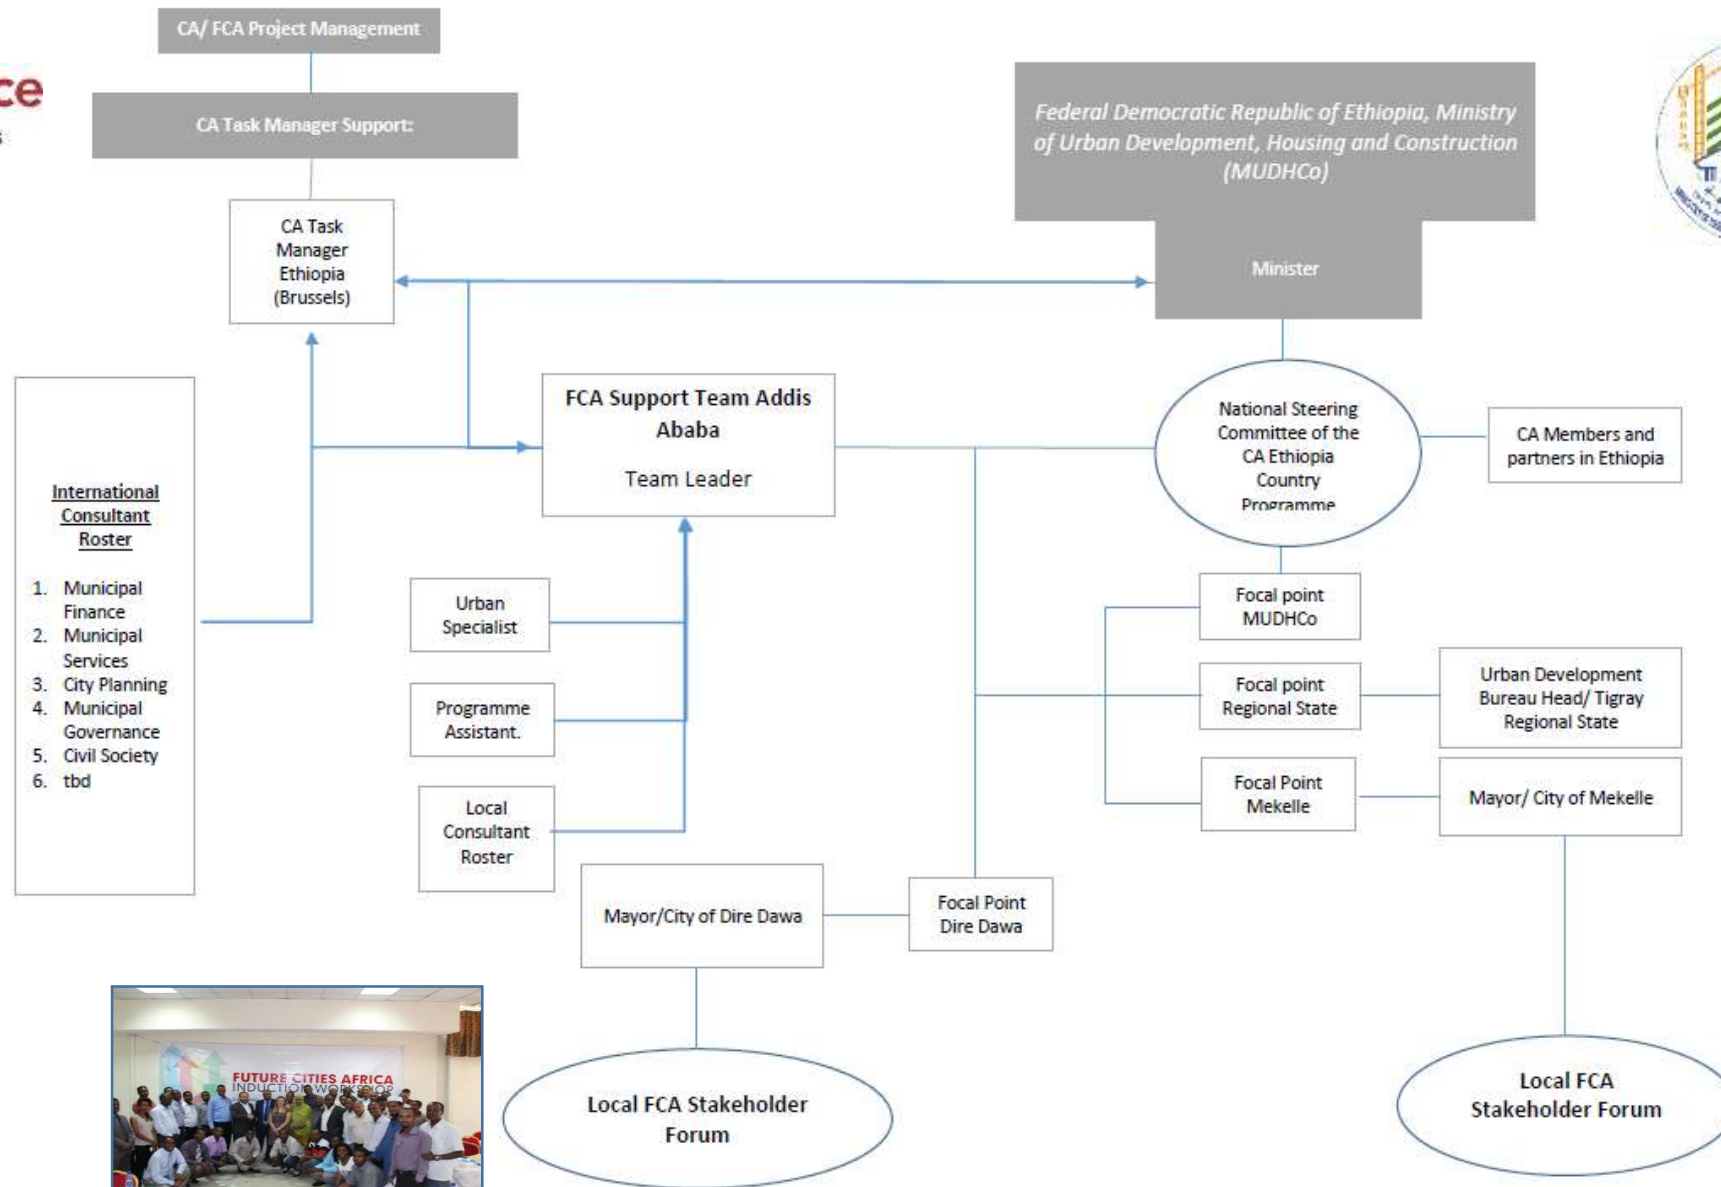 CA/ FCA Project Management
ce
s
CA Task Manager Support:
Federal Democratic Republic of Ethiopia, Ministry
of Urban Development, Housing and Construction
(MUDHCo)
Minister
CA Task
Manager
Ethiopia
(Brussels)
FCA Support Team Addis
Ababa
Team Leader
National Steering
Committee of the
CA Ethiopia
Country
Programme
CA Members and
partners in Ethiopia
International
Consultant
Roster
1. Municipal
Finance
2. Municipal
Services
3. City Planning
4. Municipal
Governance
5. Civil Society
6. tbd
Urban
Specialist
Programme
Assistant.
Local
Consultant
Roster
Focal point
MUDHCo
Focal point
Regional State
Urban Development
Bureau Head/ Tigray
Regional State
Focal Point
Mekelle
Mayor/ City of Mekelle
Mayor/City of Dire Dawa
Focal Point
Dire Dawa
FUTURE CITIES AFRICA
INDUCTION WORKSHOP
Local FCA Stakeholder
Forum
Local FCA
Stakeholder Forum